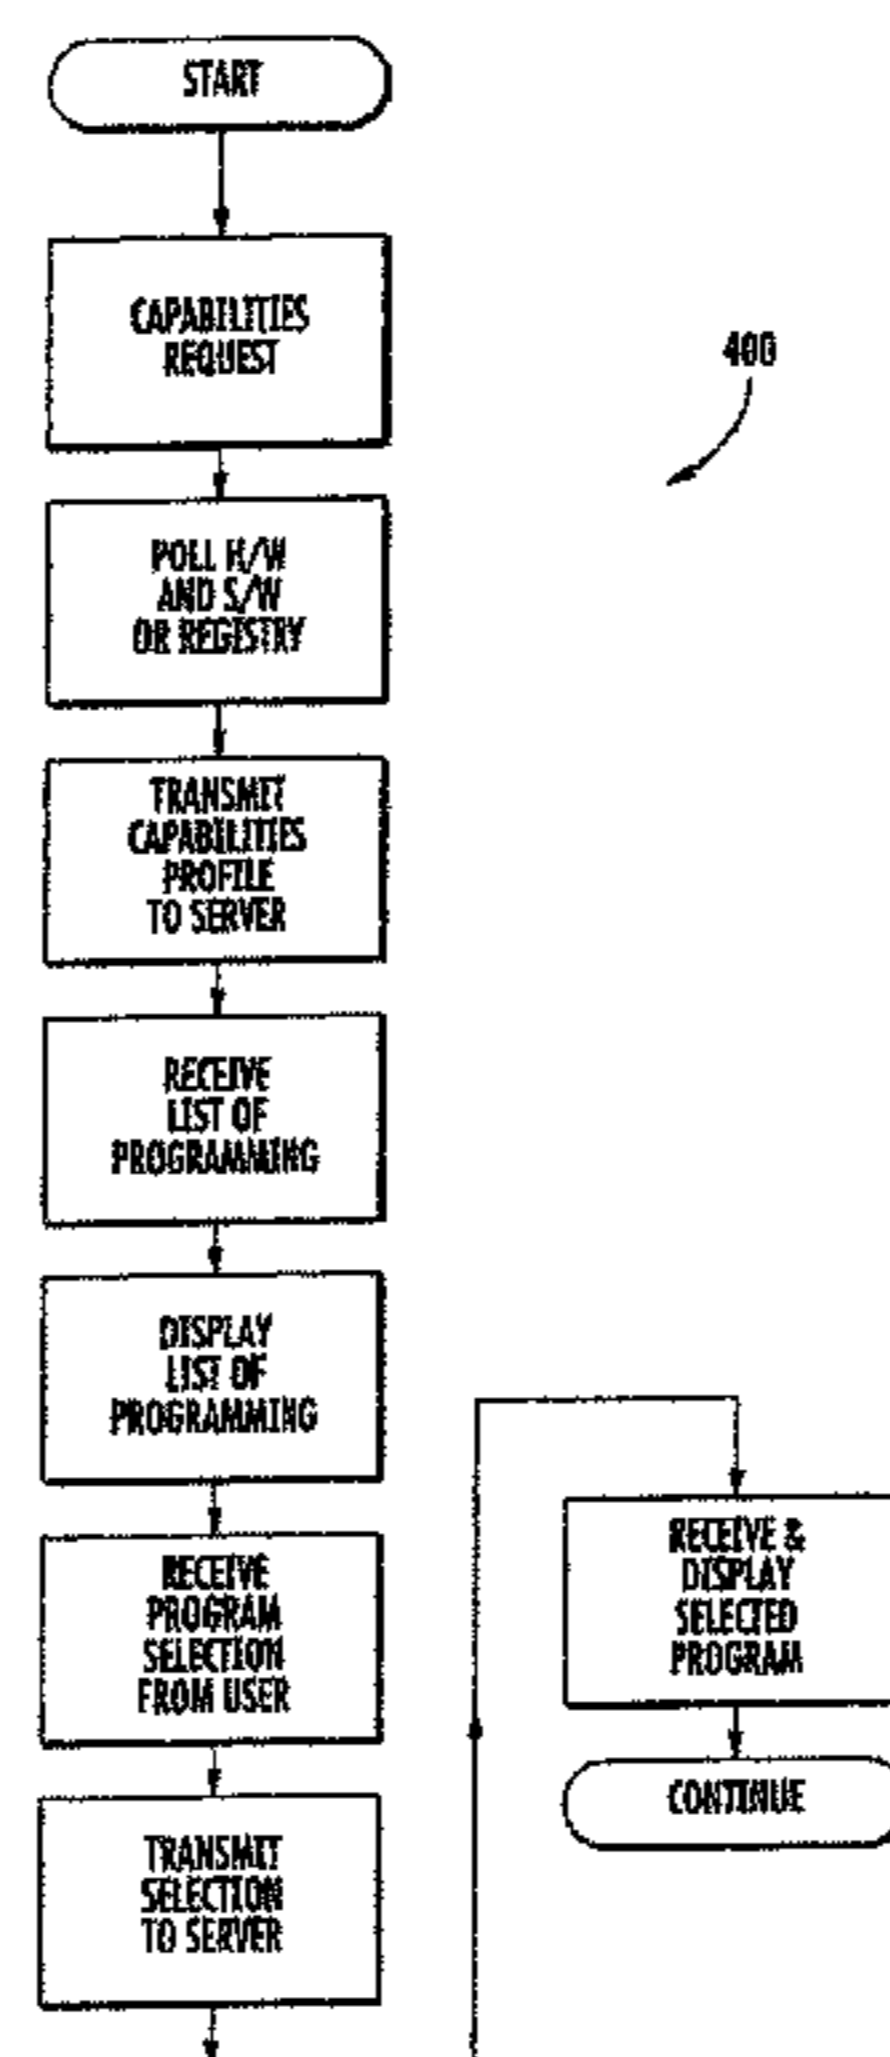 START
CAPABILITIES
REQUEST
400
POLL H/W
AND S/W
OR REGISTRY
TRANSMIT
CAPABILITIES
PROFILE
TO SERVER
RECEIVE
LIST OF
PROGRAMMING
DISPLAY
LIST OF
PROGRAMMING
RECEIVE
PROGRAM
SELECTION
FROM USER
TRANSMIT
SELECTION
TO SERVER
RECEIVE &
DISPLAY
SELECTED
PROGRAM
CONTINUE